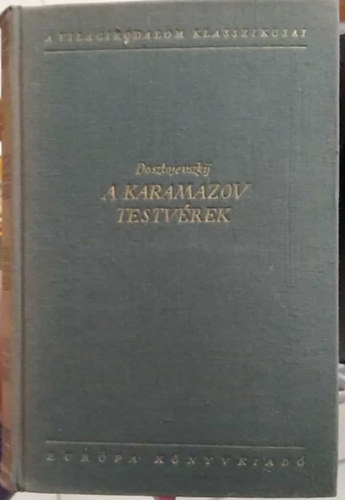 A VILÁGIRODALOM KLASSZIKUSAI
Dosztojevszkij
A KARAMAZOV
TESTVÉREK
EURÓPA KÖNYVKIADÓ